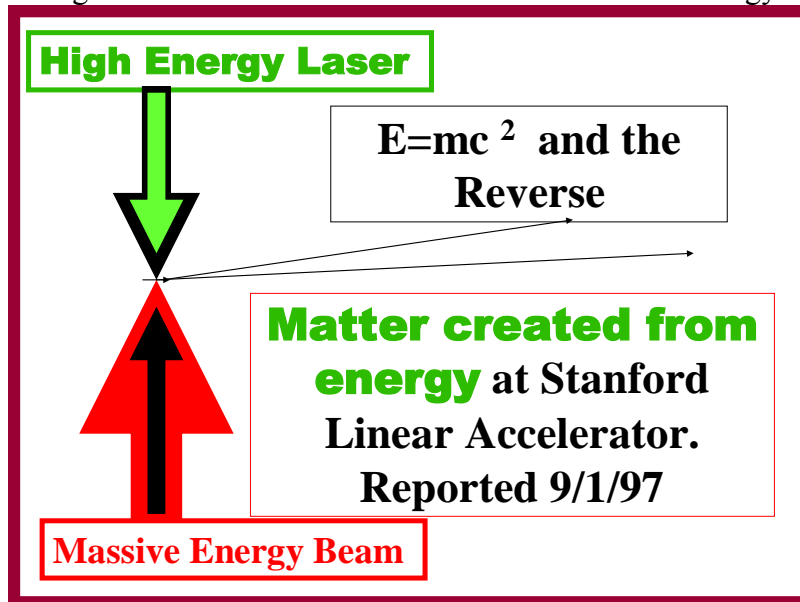 High Energy Laser
E=mc ² and the
Reverse
Matter created from
energy at Stanford
Linear Accelerator.
Reported 9/1/97
Massive Energy Beam